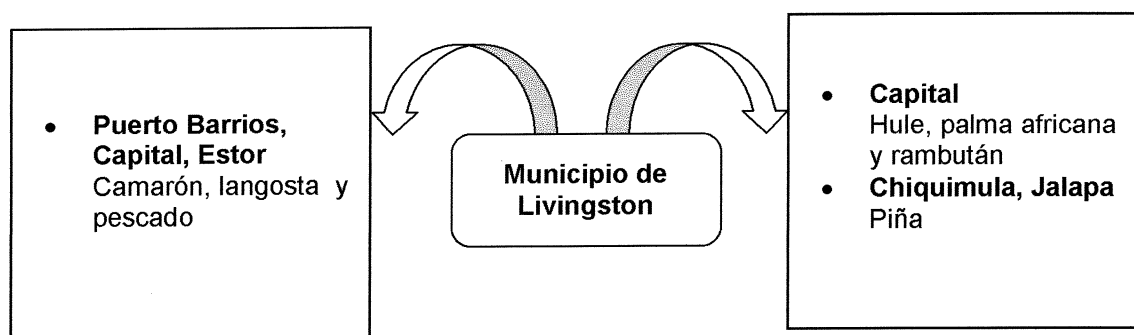 • Puerto Barrios,
Capital, Estor
Camarón, langosta y
pescado
Municipio de
Livingston
• Capital
Hule, palma africana
y rambután
• Chiquimula, Jalapa
Piña